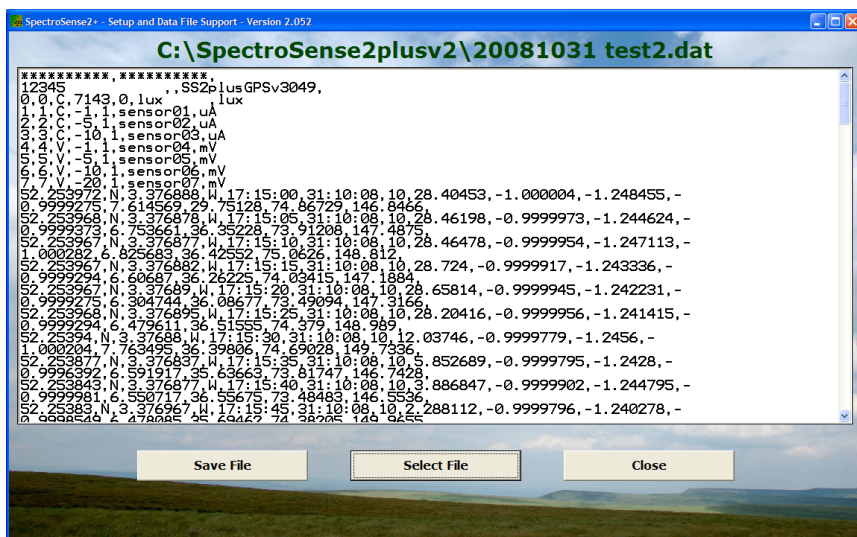 SpectroSense2+ - Setup and Data File Support - Version 2.052
C:\SpectroSense2plusv2\20081031 test2.dat
**********,**********,
12345 ,,SS2plusGPSv3049,
0,0,C,7143,0,lux ,lux
1,1,C,-1,1,sensor01,uA
2,2,C,-5,1,sensor02,uA
3,3,C,-10,1,sensor03,uA
4,4,V,-1,1,sensor04,mV
5,5,V,-5,1,sensor05,mV
6,6,V,-10,1,sensor06,mV
7,7,V,-20,1,sensor07,mV
52.253972,N,3.376888,W,17:15:00,31:10:08,10,28.40453,-1.000004,-1.248455,-
0.9999275,7.614569,29.75128,74.86729,146.8466,
52.253968,N,3.376878,W,17:15:05,31:10:08,10,28.46198,-0.9999973,-1.244624,-
0.9999373,6.753661,36.35228,73.91208,147.4875,
52.253967,N,3.376877,W,17:15:10,31:10:08,10,28.46478,-0.9999954,-1.247113,-
1.000282,6.825683,36.42552,75.0626,148.812,
52.253967,N,3.376882,W,17:15:15,31:10:08,10,28.724,-0.9999917,-1.243336,-
0.9999294,6.60687,36.26225,74.03415,147.1884,
52.253967,N,3.37689,W,17:15:20,31:10:08,10,28.65814,-0.9999945,-1.242231,-
0.9999275,6.304744,36.08677,73.49094,147.3166,
52.253968,N,3.376895,W,17:15:25,31:10:08,10,28.20416,-0.9999956,-1.241415,-
0.9999294,6.479611,36.51555,74.379,148.989,
52.25394,N,3.37688,W,17:15:30,31:10:08,10,12.03746,-0.9999779,-1.2456,-
1.000204,7.763495,36.39806,74.69028,149.7336,
52.253877,N,3.376837,W,17:15:35,31:10:08,10,5.852689,-0.9999795,-1.2428,-
0.9996392,6.591917,35.63663,73.81747,146.7428,
52.253843,N,3.376877,W,17:15:40,31:10:08,10,3.886847,-0.9999902,-1.244795,-
0.9999981,6.550717,36.55675,73.48483,146.5536,
52.25383,N,3.376967,W,17:15:45,31:10:08,10,2.288112,-0.9999796,-1.240278,-
0.9998549,6.478085,35.69462,74.38205,149.9655
Save File
Select File
Close